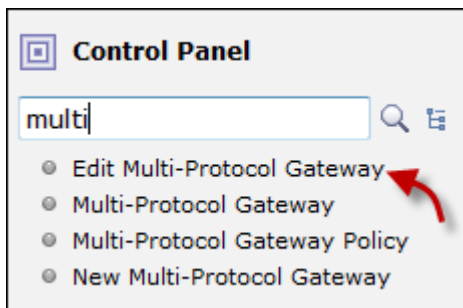 Control Panel
multi
Edit Multi-Protocol Gateway
Multi-Protocol Gateway
Multi-Protocol Gateway Policy
New Multi-Protocol Gateway